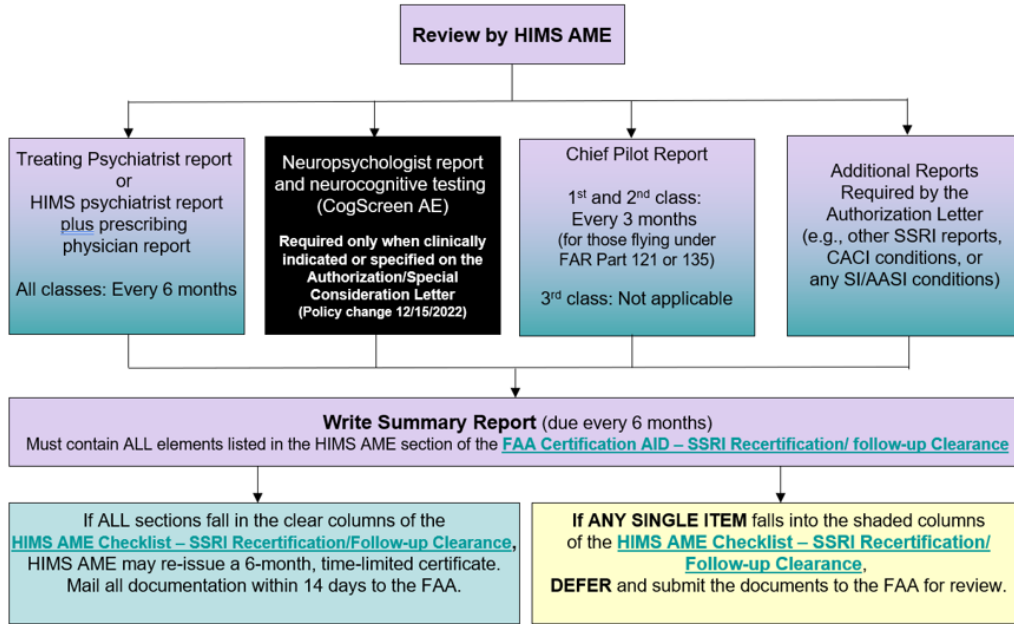 Review by HIMS AME
Treating Psychiatrist report
or
HIMS psychiatrist report
plus prescribing
physician report
All classes: Every 6 months
Neuropsychologist report
and neurocognitive testing
(CogScreen AE)
Required only when clinically
indicated or specified on the
Authorization/Special
Consideration Letter
(Policy change 12/15/2022)
Chief Pilot Report
1st and 2nd class:
Every 3 months
(for those flying under
FAR Part 121 or 135)
3rd class: Not applicable
Additional Reports
Required by the
Authorization Letter
(e.g., other SSRI reports,
CACI conditions, or
any SI/AASI conditions)
Write Summary Report (due every 6 months)
Must contain ALL elements listed in the HIMS AME section of the FAA Certification AID – SSRI Recertification/ follow-up Clearance
If ALL sections fall in the clear columns of the
HIMS AME Checklist – SSRI Recertification/Follow-up Clearance,
HIMS AME may re-issue a 6-month, time-limited certificate.
Mail all documentation within 14 days to the FAA.
If ANY SINGLE ITEM falls into the shaded columns
of the HIMS AME Checklist – SSRI Recertification/
Follow-up Clearance,
DEFER and submit the documents to the FAA for review.